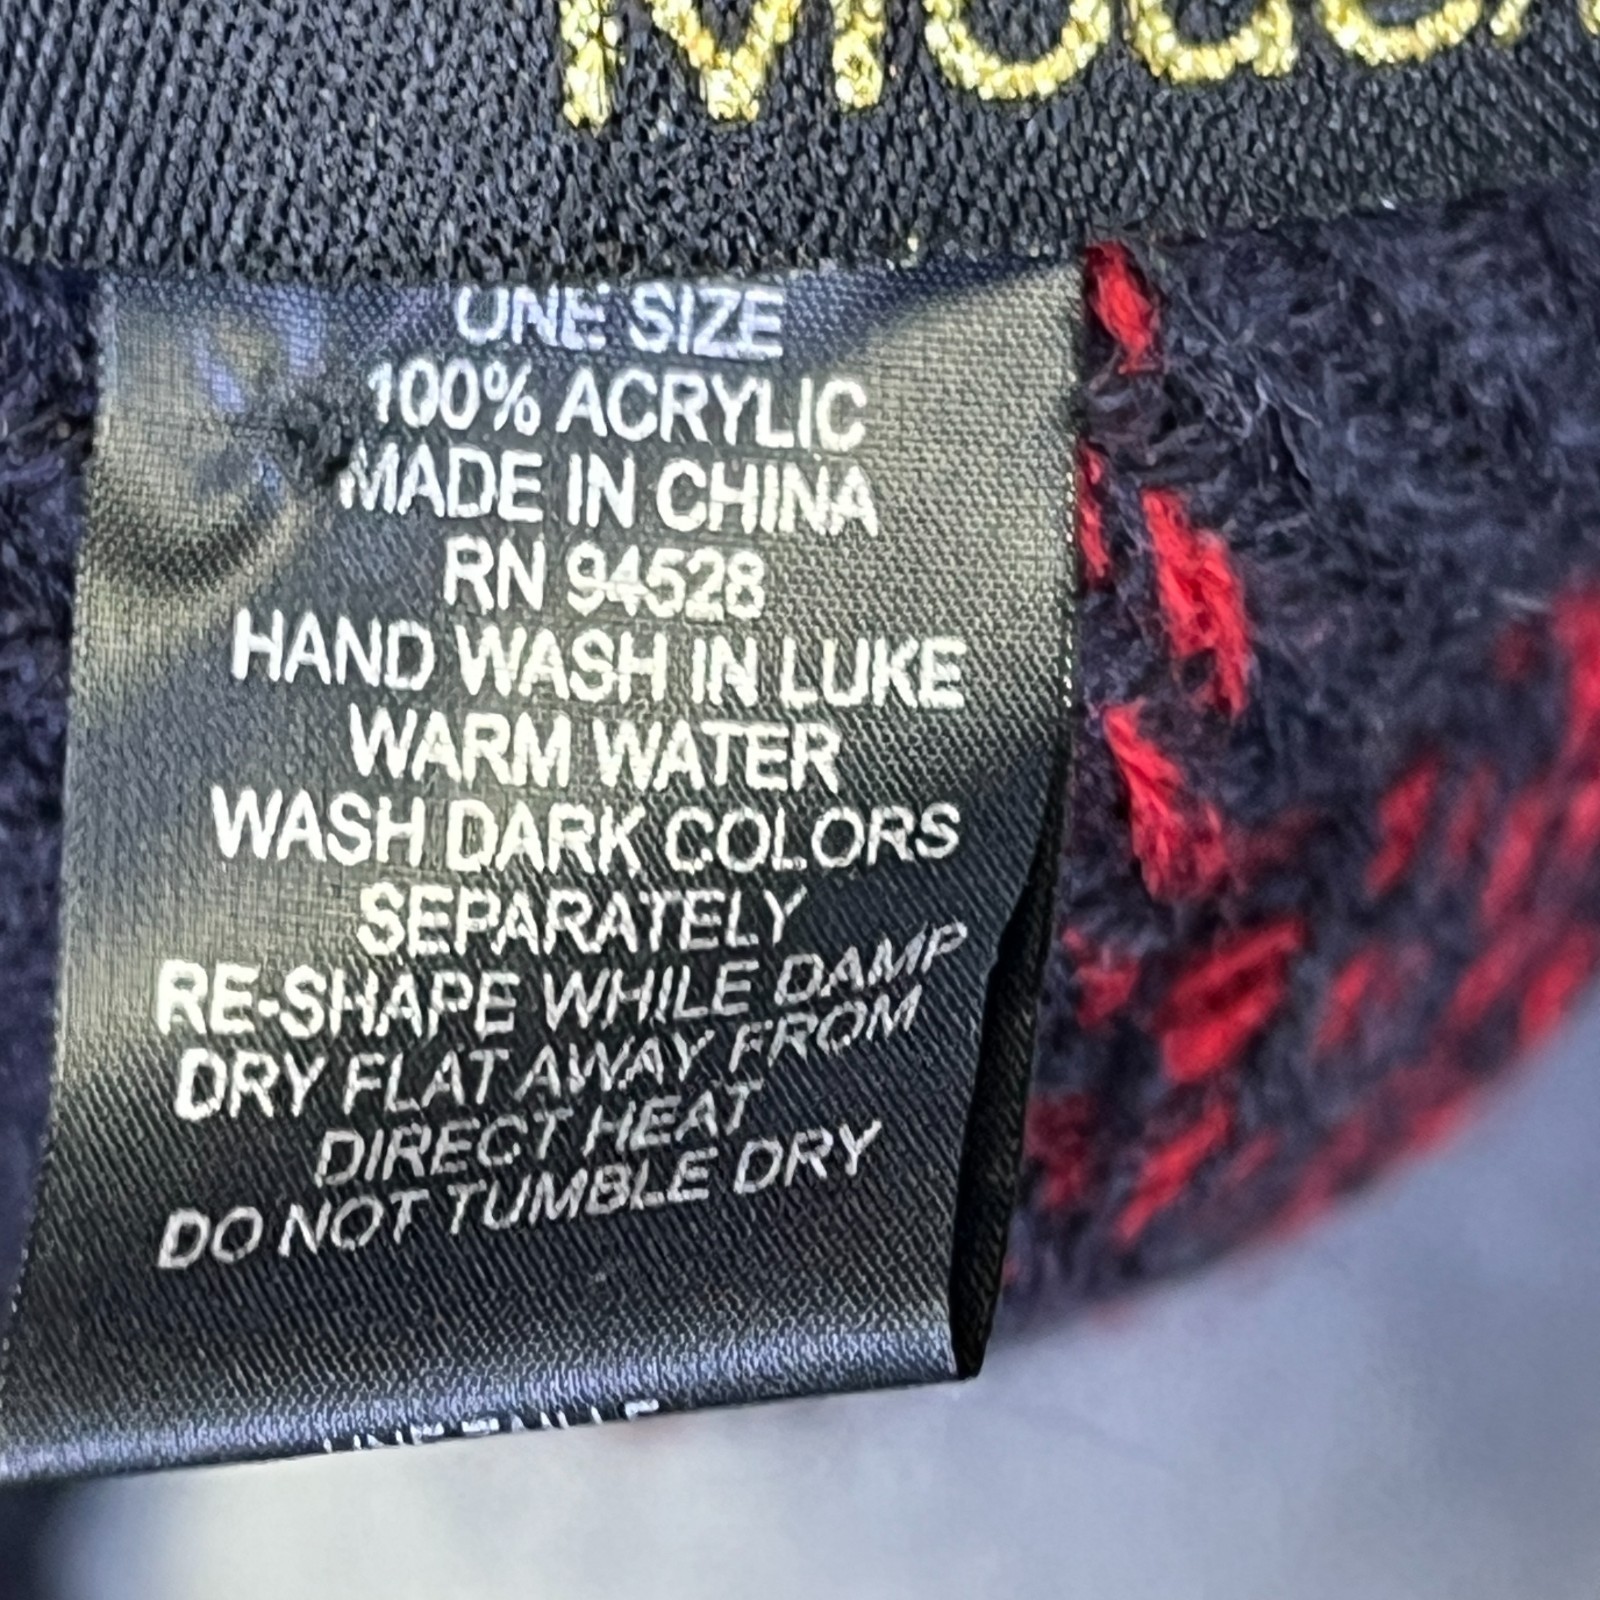 ONE SIZE
100% ACRYLIC
MADE IN CHINA
RN 94528
HAND WASH IN LUKE
WARM WATER
WASH DARK COLORS
SEPARATELY
RE-SHAPE WHILE DAMP
DRY FLAT AWAY FROM
DIRECT HEAT
DO NOT TUMBLE DRY